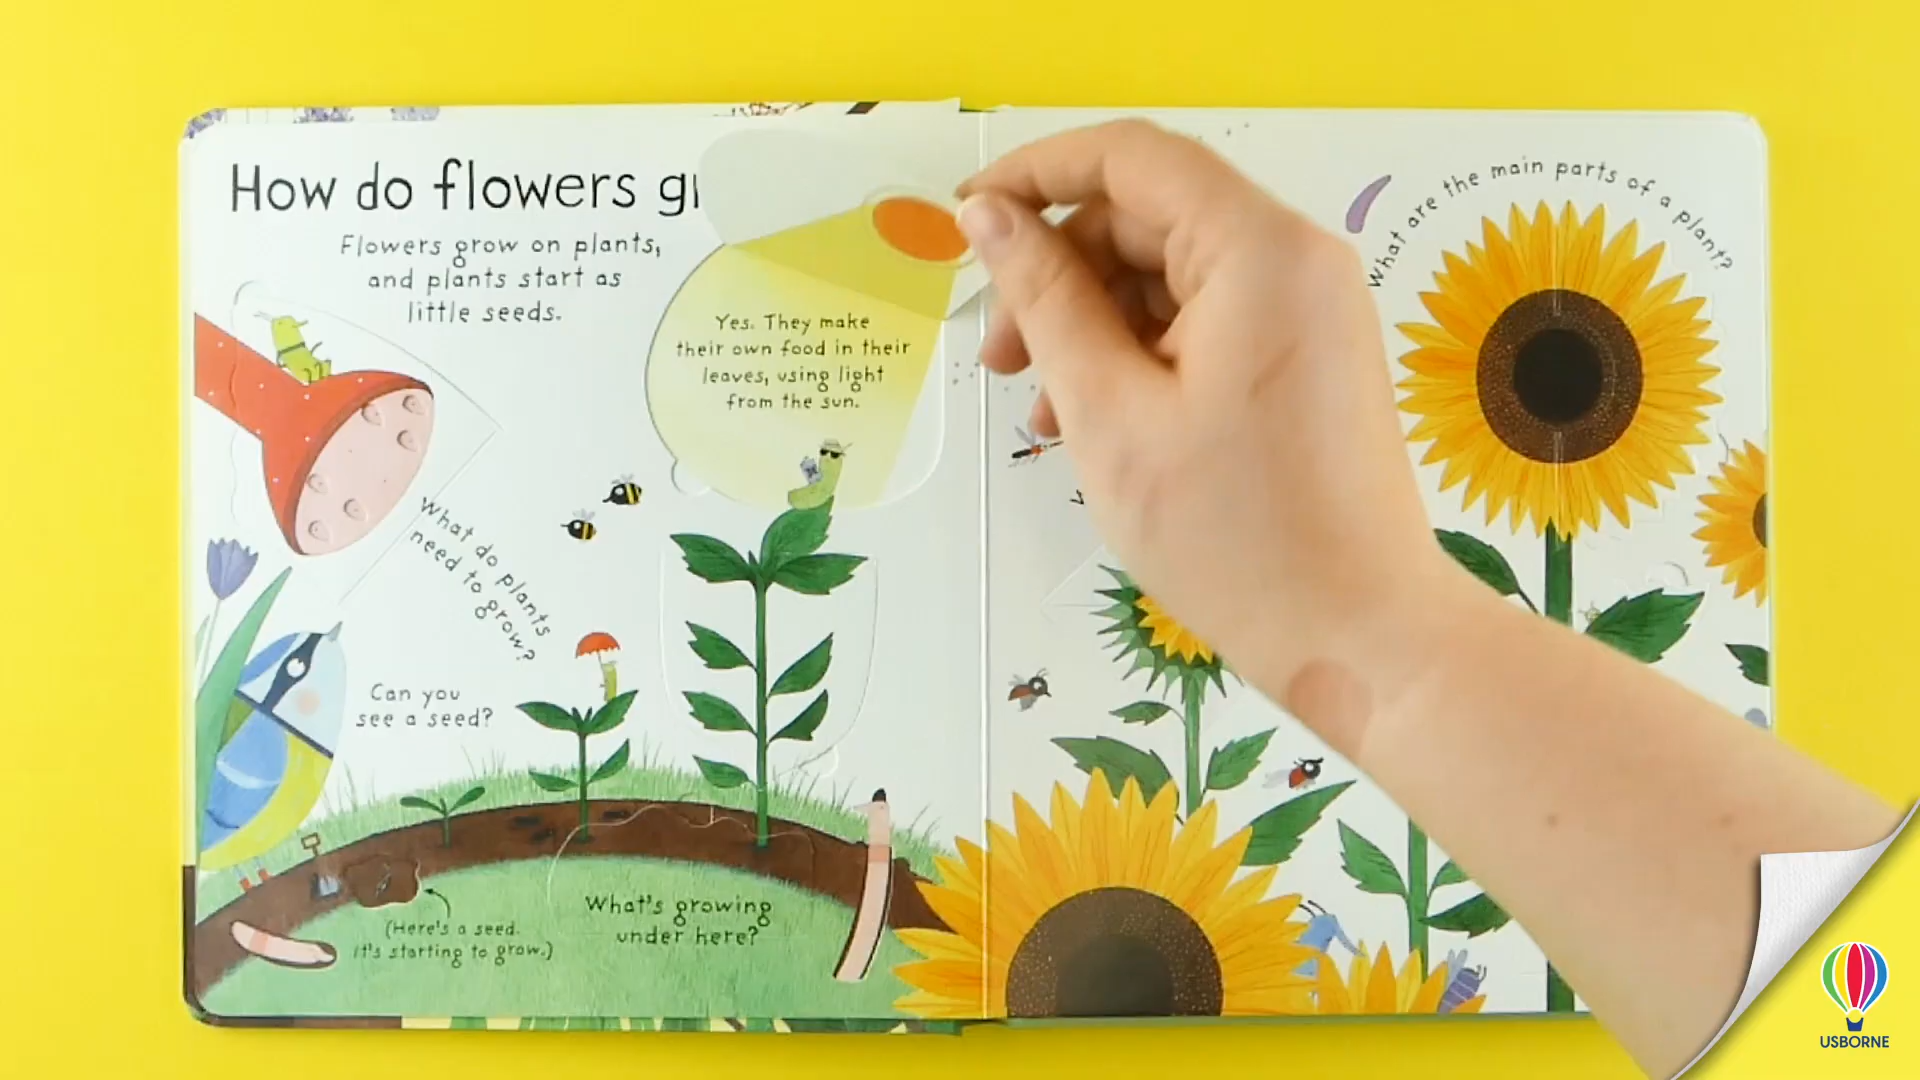 How do flowers gr
Flowers grow on plants,
and plants start as
little seeds.
Yes. They make
their own food in their
leaves, using light
from the sun.
What do plants
need to grow?
Can you
see a seed?
(Here's a seed.
It's starting to grow.)
What's growing
under here?
What are the main parts of a plant?
USBORNE